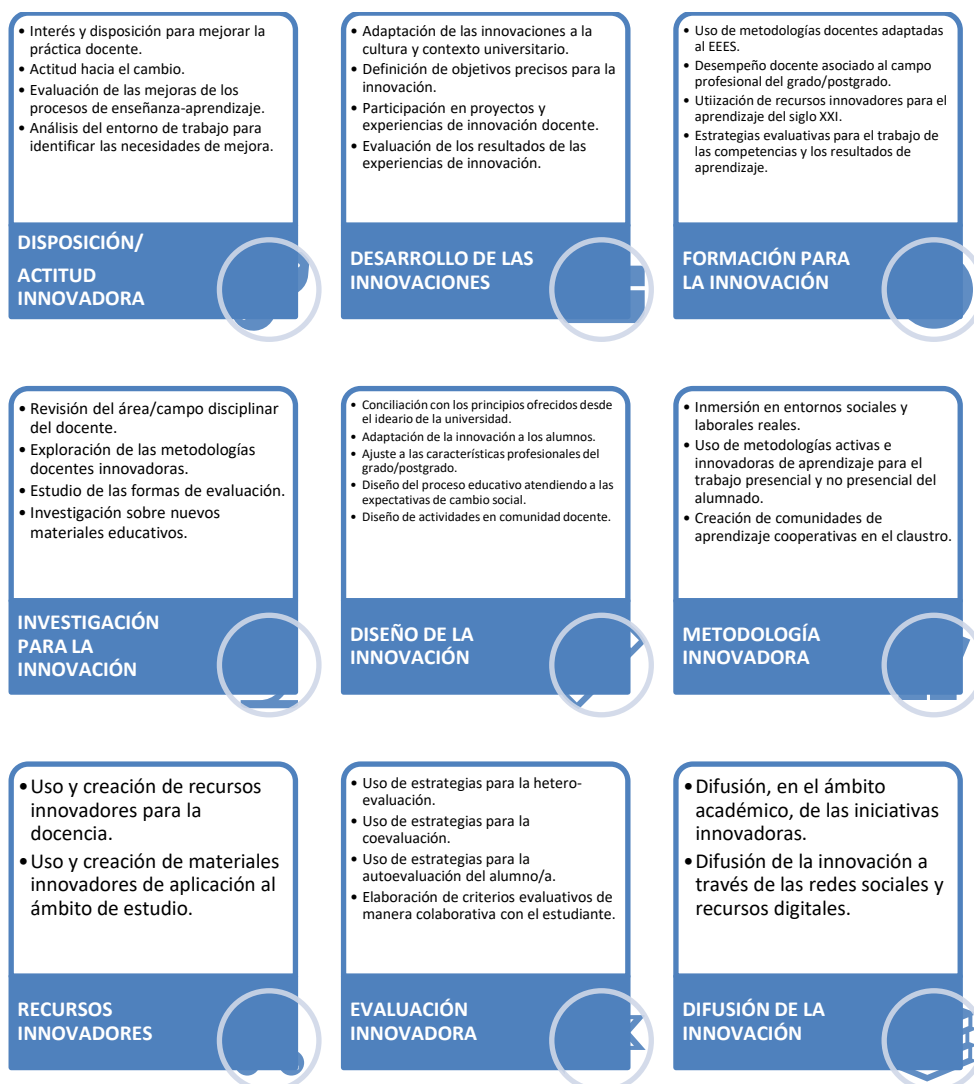 • Interés y disposición para mejorar la
práctica docente.
• Actitud hacia el cambio.
• Evaluación de las mejoras de los
procesos de enseñanza-aprendizaje.
• Análisis del entorno de trabajo para
identificar las necesidades de mejora.
DISPOSICIÓN/
ACTITUD
INNOVADORA
• Adaptación de las innovaciones a la
cultura y contexto universitario.
• Definición de objetivos precisos para la
innovación.
• Participación en proyectos y
experiencias de innovación docente.
• Evaluación de los resultados de las
experiencias de innovación.
DESARROLLO DE LAS
INNOVACIONES
• Uso de metodologías docentes adaptadas
al EEES.
• Desempeño docente asociado al campo
profesional del grado/postgrado.
• Utiización de recursos innovadores para el
aprendizaje del siglo XXI.
• Estrategias evaluativas para el trabajo de
las competencias y los resultados de
aprendizaje.
FORMACIÓN PARA
LA INNOVACIÓN
• Revisión del área/campo disciplinar
del docente.
• Exploración de las metodologías
docentes innovadoras.
• Estudio de las formas de evaluación.
• Investigación sobre nuevos
materiales educativos.
INVESTIGACIÓN
PARA LA
INNOVACIÓN
• Conciliación con los principios ofrecidos desde
el ideario de la universidad.
• Adaptación de la innovación a los alumnos.
• Ajuste a las características profesionales del
grado/postgrado.
• Diseño del proceso educativo atendiendo a las
expectativas de cambio social.
• Diseño de actividades en comunidad docente.
DISEÑO DE LA
INNOVACIÓN
• Inmersión en entornos sociales y
laborales reales.
• Uso de metodologías activas e
innovadoras de aprendizaje para el
trabajo presencial y no presencial del
alumnado.
• Creación de comunidades de
aprendizaje cooperativas en el claustro.
METODOLOGÍA
INNOVADORA
• Uso y creación de recursos
innovadores para la
docencia.
• Uso y creación de materiales
innovadores de aplicación al
ámbito de estudio.
RECURSOS
INNOVADORES
• Uso de estrategias para la hetero-
evaluación.
• Uso de estrategias para la
coevaluación.
• Uso de estrategias para la
autoevaluación del alumno/a.
• Elaboración de criterios evaluativos de
manera colaborativa con el estudiante.
EVALUACIÓN
INNOVADORA
• Difusión, en el ámbito
académico, de las iniciativas
innovadoras.
• Difusión de la innovación a
través de las redes sociales y
recursos digitales.
DIFUSIÓN DE LA
INNOVACIÓN